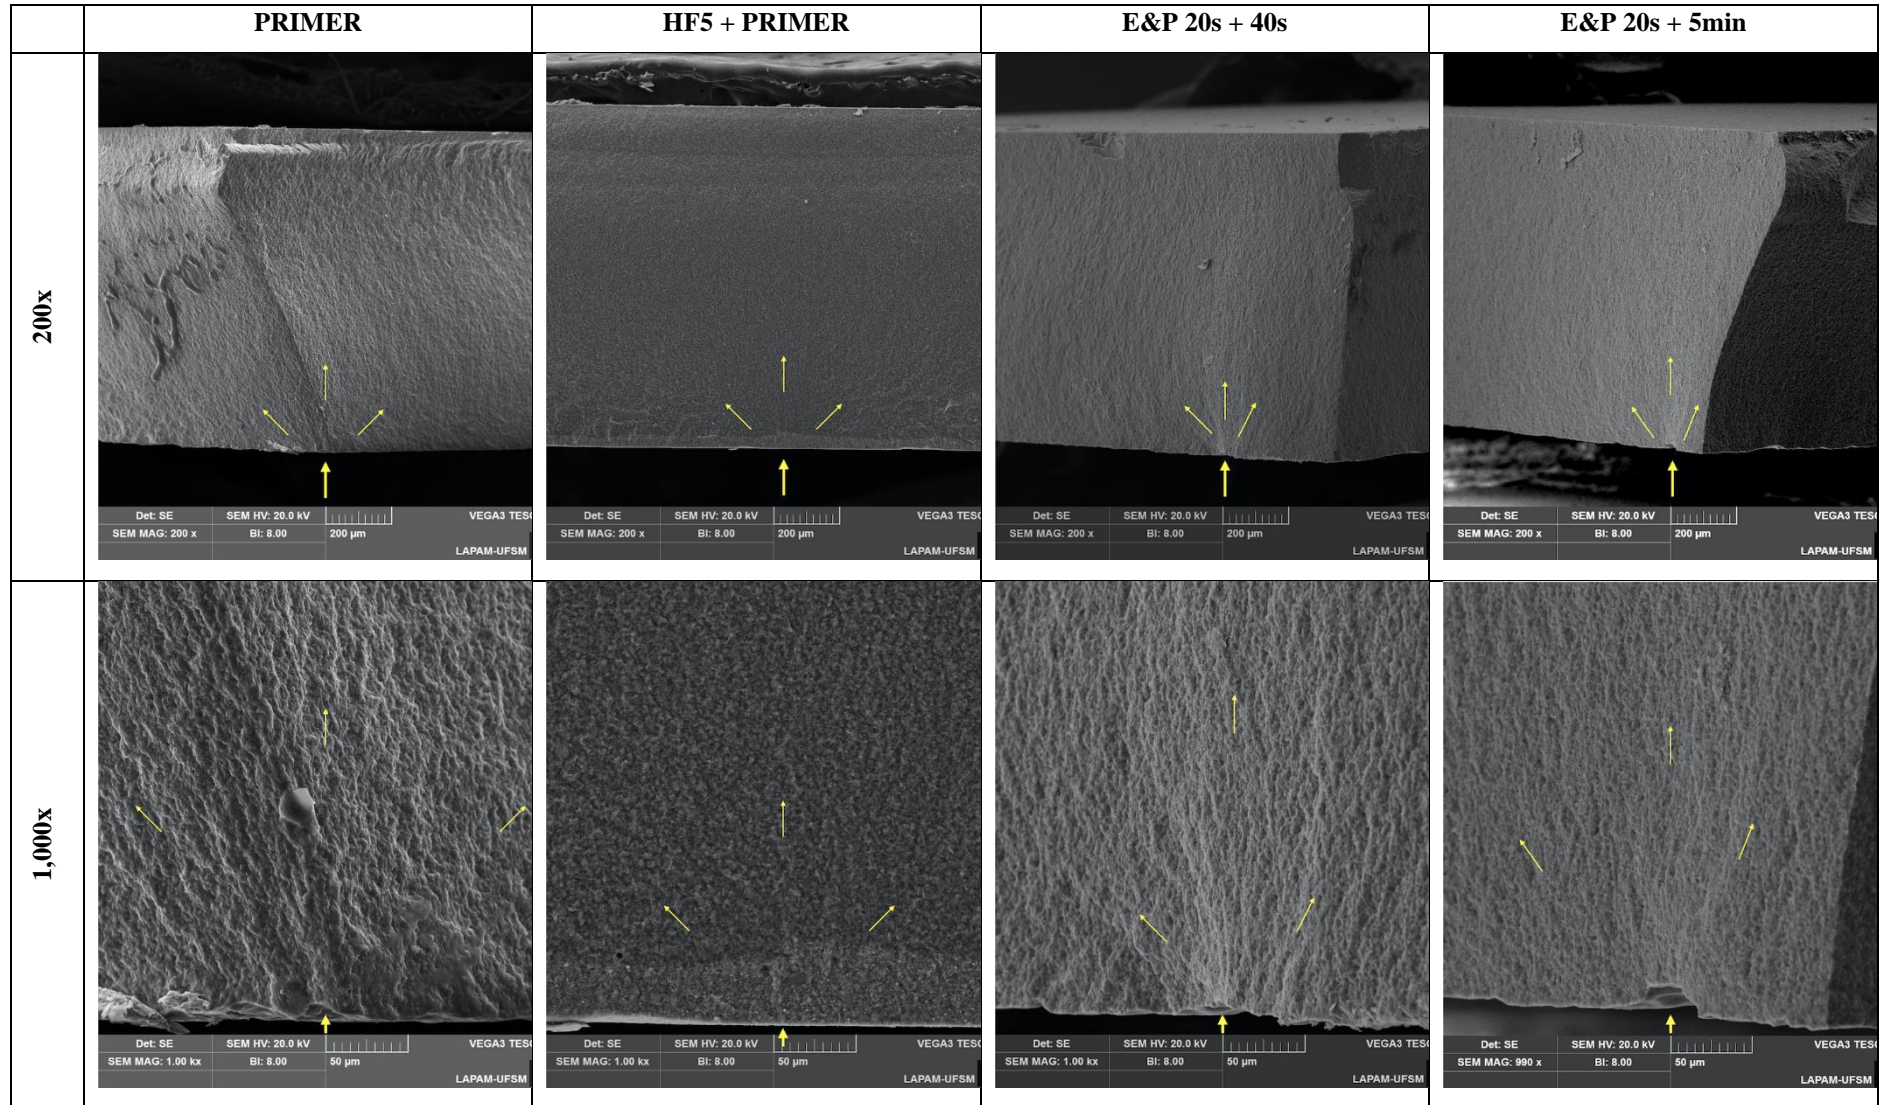 PRIMER
HF5 + PRIMER
E&P 20s + 40s
E&P 20s + 5min
200x
Det: SE SEM HV: 20.0 kV VEGA3 TESC
SEM MAG: 200 x BI: 8.00 200 µm
LAPAM-UFSM
Det: SE SEM HV: 20.0 kV VEGA3 TESC
SEM MAG: 200 x BI: 8.00 200 µm
LAPAM-UFSM
Det: SE SEM HV: 20.0 kV VEGA3 TESC
SEM MAG: 200 x BI: 8.00 200 µm
LAPAM-UFSM
Det: SE SEM HV: 20.0 kV VEGA3 TESC
SEM MAG: 200 x BI: 8.00 200 µm
LAPAM-UFSM
1,000x
Det: SE SEM HV: 20.0 kV VEGA3 TESC
SEM MAG: 1.00 kx BI: 8.00 50 µm
LAPAM-UFSM
Det: SE SEM HV: 20.0 kV VEGA3 TESC
SEM MAG: 1.00 kx BI: 8.00 50 µm
LAPAM-UFSM
Det: SE SEM HV: 20.0 kV VEGA3 TESC
SEM MAG: 1.00 kx BI: 8.00 50 µm
LAPAM-UFSM
Det: SE SEM HV: 20.0 kV VEGA3 TESC
SEM MAG: 990 x BI: 8.00 50 µm
LAPAM-UFSM